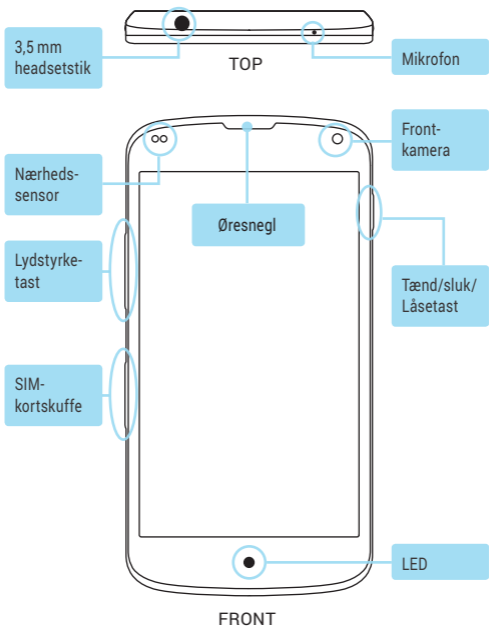 3,5 mm
headsetstik
TOP
Mikrofon
Front-
kamera
Nærheds-
sensor
Øresnegl
Lydstyrke-
tast
Tænd/sluk/
Låsetast
SIM-
kortskuffe
LED
FRONT